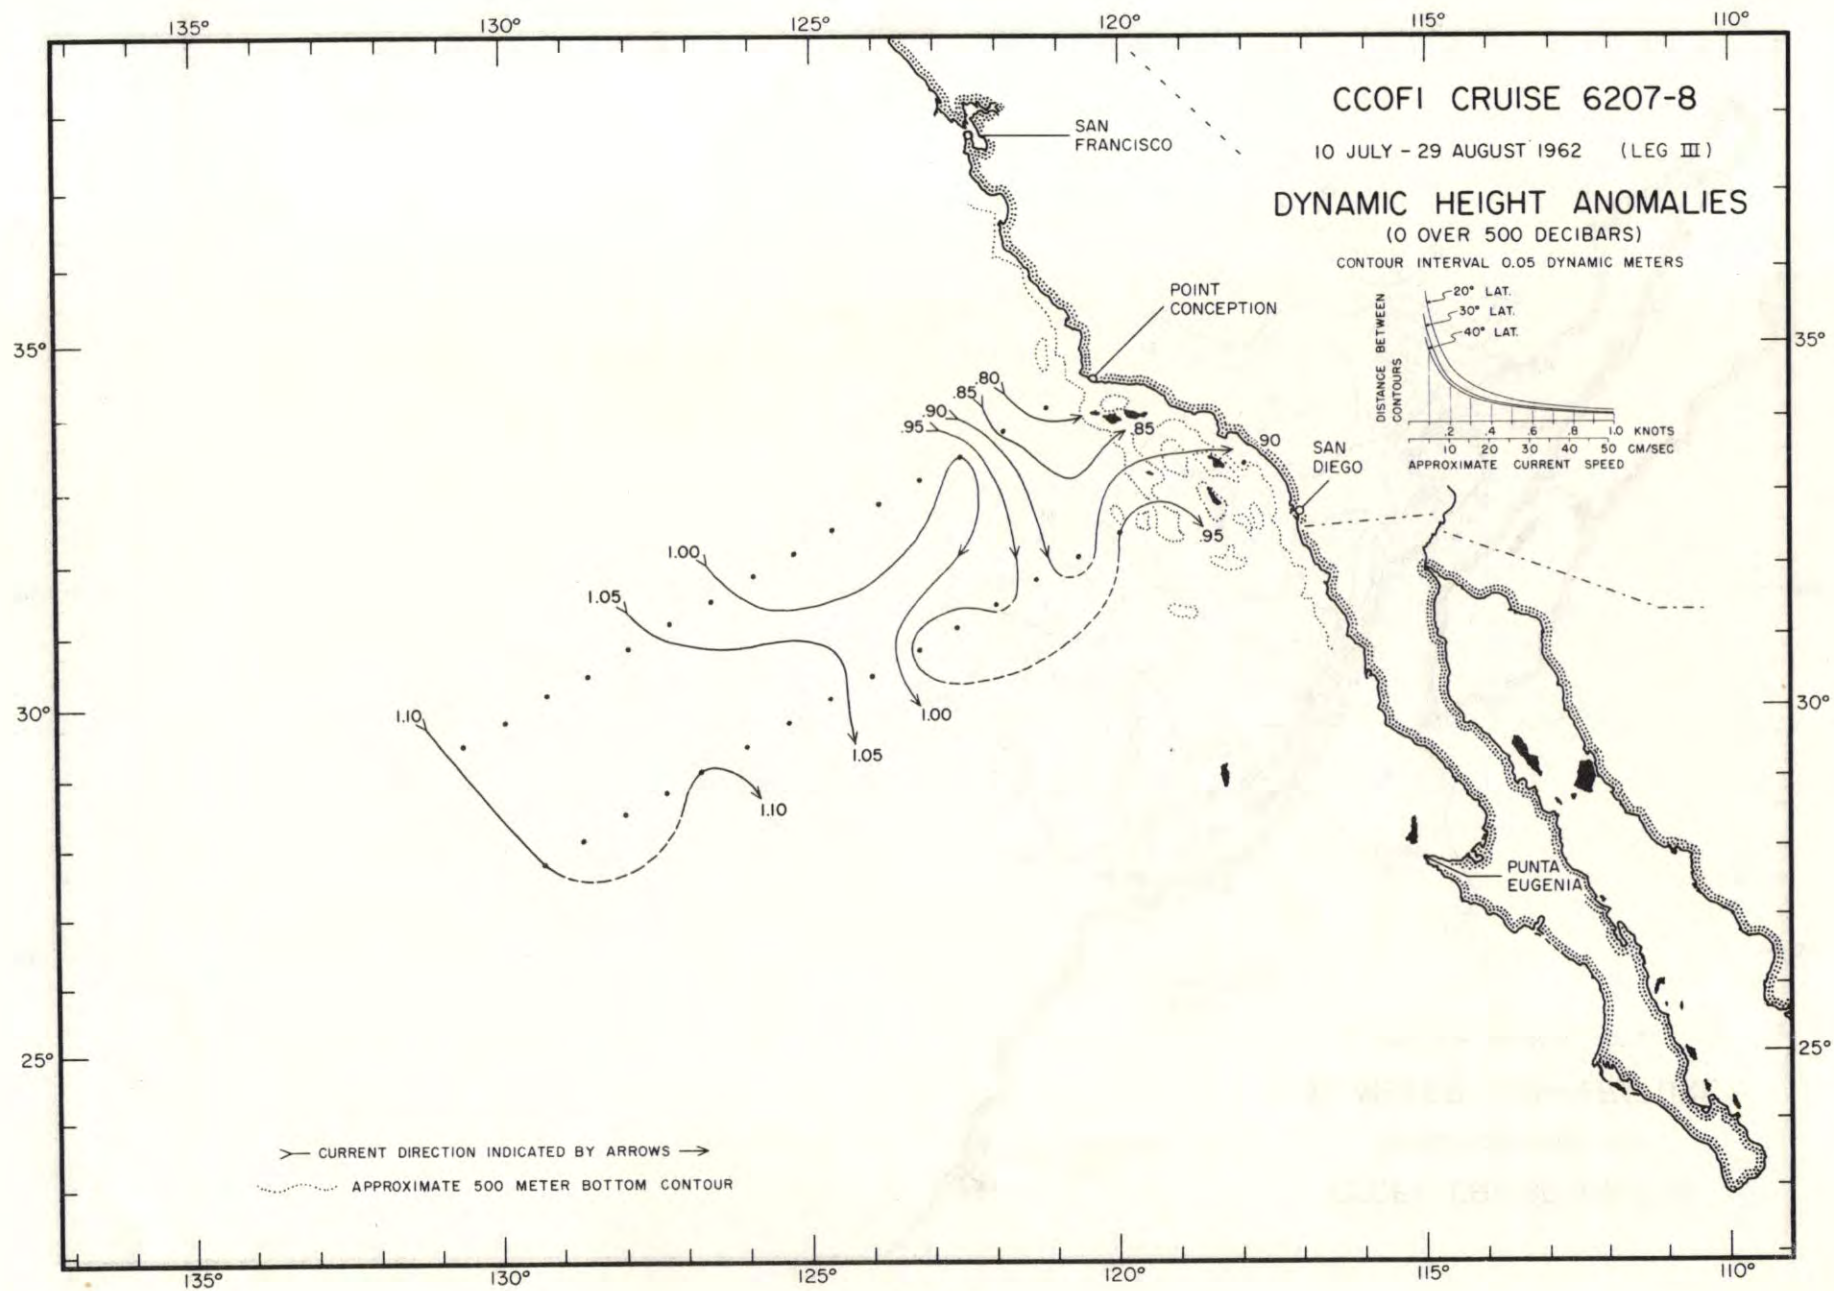 135° 130° 125° 120° 115° 110°
CCOFI CRUISE 6207-8
10 JULY - 29 AUGUST 1962 (LEG III)
DYNAMIC HEIGHT ANOMALIES
(0 OVER 500 DECIBARS)
CONTOUR INTERVAL 0.05 DYNAMIC METERS
20° LAT.
30° LAT.
40° LAT.
DISTANCE BETWEEN
CONTOURS
.2 .4 .6 .8 1.0 KNOTS
10 20 30 40 50 CM/SEC
APPROXIMATE CURRENT SPEED
SAN
FRANCISCO
POINT
CONCEPTION
SAN
DIEGO
PUNTA
EUGENIA
35°
35°
30°
30°
25°
25°
.80
.85
.90
.95
.85
.90
.95
1.00
1.05
1.10
1.00
1.05
1.10
CURRENT DIRECTION INDICATED BY ARROWS
APPROXIMATE 500 METER BOTTOM CONTOUR
135° 130° 125° 120° 115° 110°